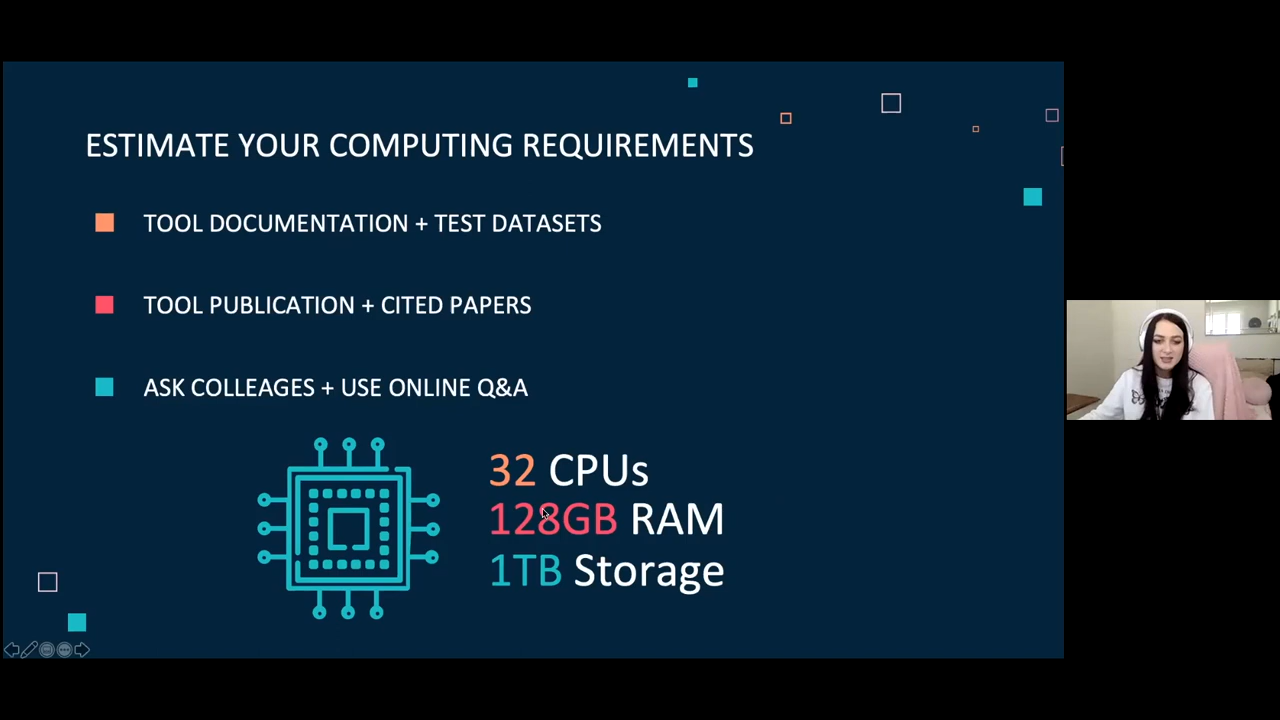 ESTIMATE YOUR COMPUTING REQUIREMENTS
TOOL DOCUMENTATION + TEST DATASETS
TOOL PUBLICATION + CITED PAPERS
ASK COLLEAGES + USE ONLINE Q&A
32 CPUs
128GB RAM
1TB Storage